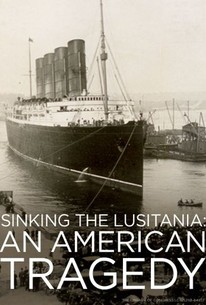 SINKING THE LUSITANIA:
AN AMERICAN
TRAGEDY